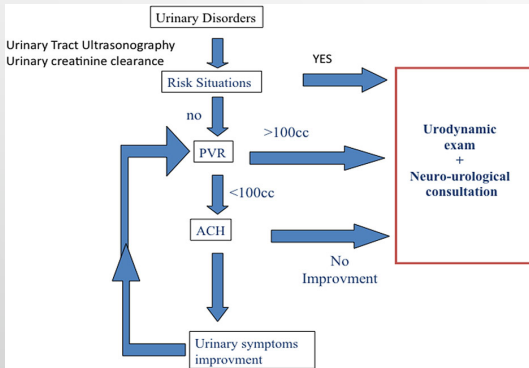 Urinary Disorders
Urinary Tract Ultrasonography
Urinary creatinine clearance
YES
Risk Situations
no
>100cc
PVR
<100cc
Urodynamic
exam
+
Neuro-urological
consultation
ACH
No
Improvment
Urinary symptoms
improvment